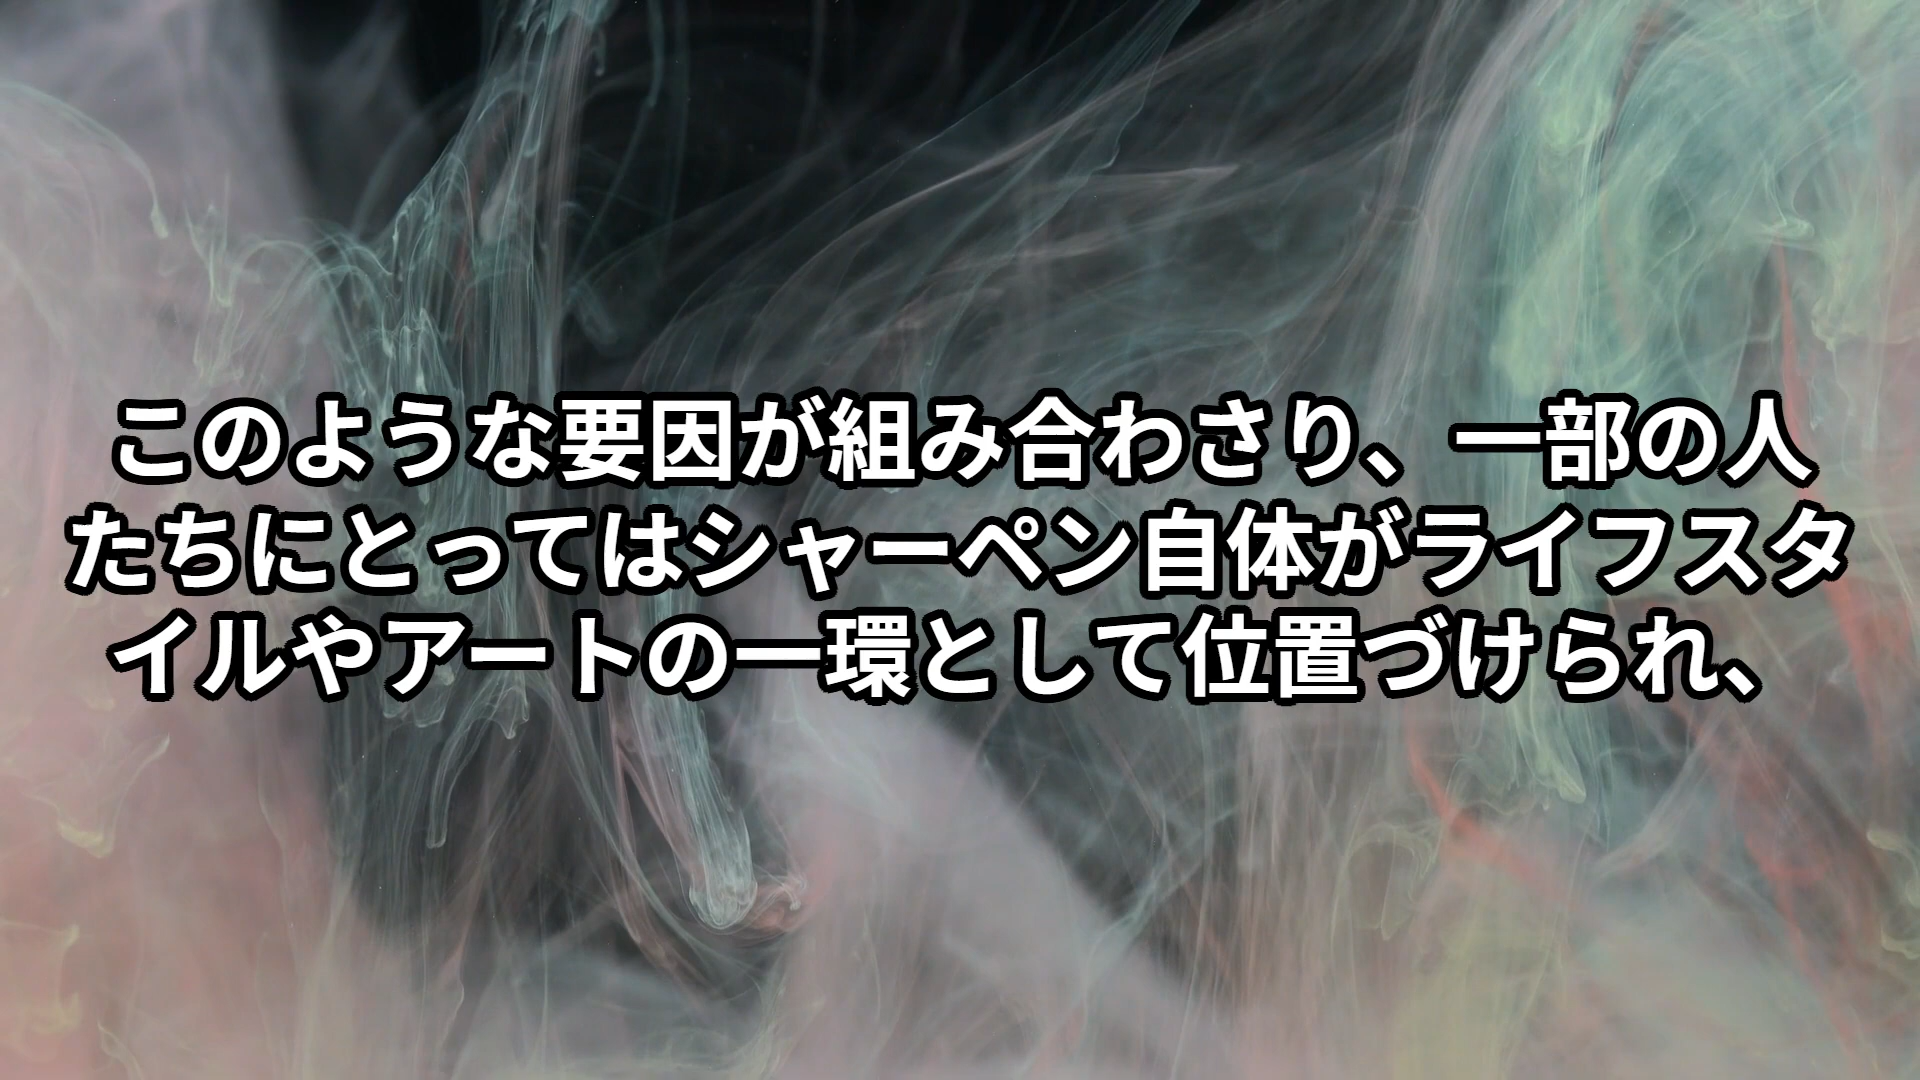 このような要因が組み合わさり、一部の人
たちにとってはシャーペン自体がライフスタ
イルやアートの一環として位置づけられ、